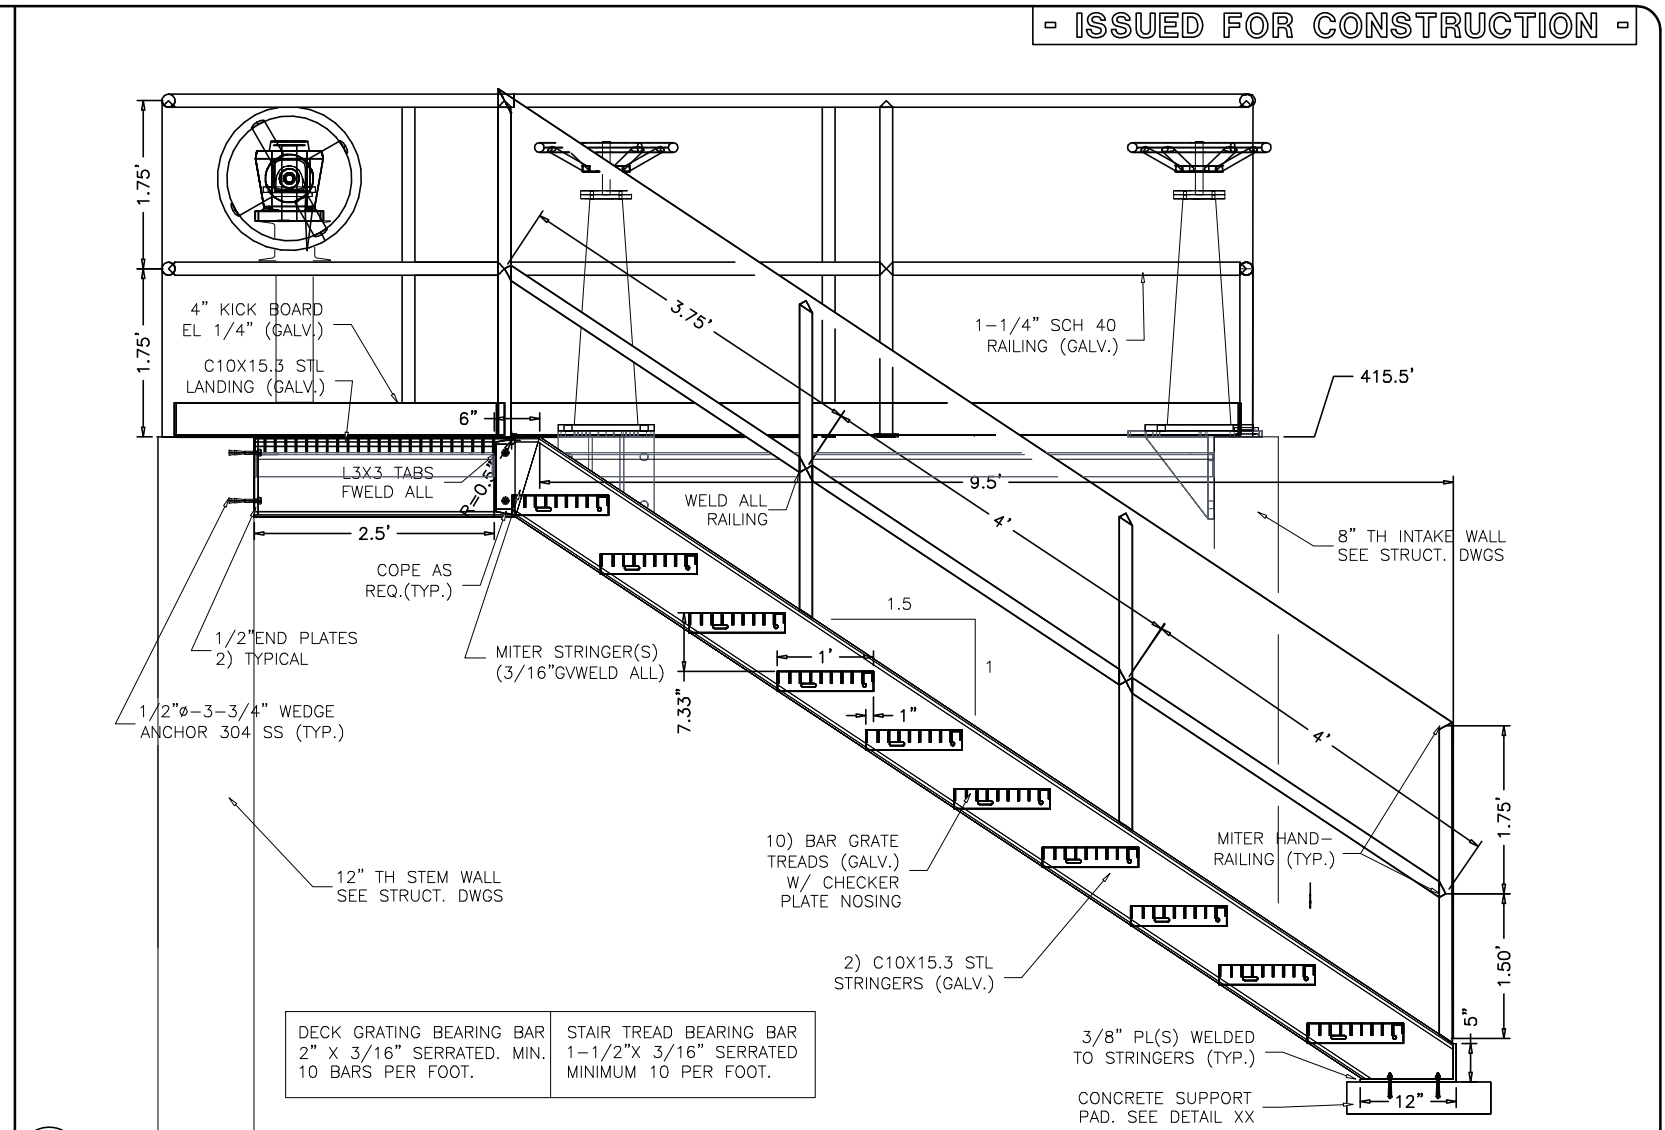 - ISSUED FOR CONSTRUCTION -
1.75'
1.75'
4" KICK BOARD
EL 1/4" (GALV.)
C10X15.3 STL
LANDING (GALV.)
3.75'
1-1/4" SCH 40
RAILING (GALV.)
415.5'
6"
L3X3 TABS
FWELD ALL
R=0.5"
WELD ALL
RAILING
9.5'
4'
2.5'
8" TH INTAKE WALL
SEE STRUCT. DWGS
COPE AS
REQ.(TYP.)
1.5
1
1/2"END PLATES
2) TYPICAL
MITER STRINGER(S)
(3/16"GVWELD ALL)
1'
7.33"
1"
1/2"ø-3-3/4" WEDGE
ANCHOR 304 SS (TYP.)
4'
1.75'
10) BAR GRATE
TREADS (GALV.)
W/ CHECKER
PLATE NOSING
MITER HAND-
RAILING (TYP.)
12" TH STEM WALL
SEE STRUCT. DWGS
2) C10X15.3 STL
STRINGERS (GALV.)
1.50'
5"
DECK GRATING BEARING BAR
2" X 3/16" SERRATED. MIN.
10 BARS PER FOOT.
STAIR TREAD BEARING BAR
1-1/2"X 3/16" SERRATED
MINIMUM 10 PER FOOT.
3/8" PL(S) WELDED
TO STRINGERS (TYP.)
CONCRETE SUPPORT
PAD. SEE DETAIL XX
12"